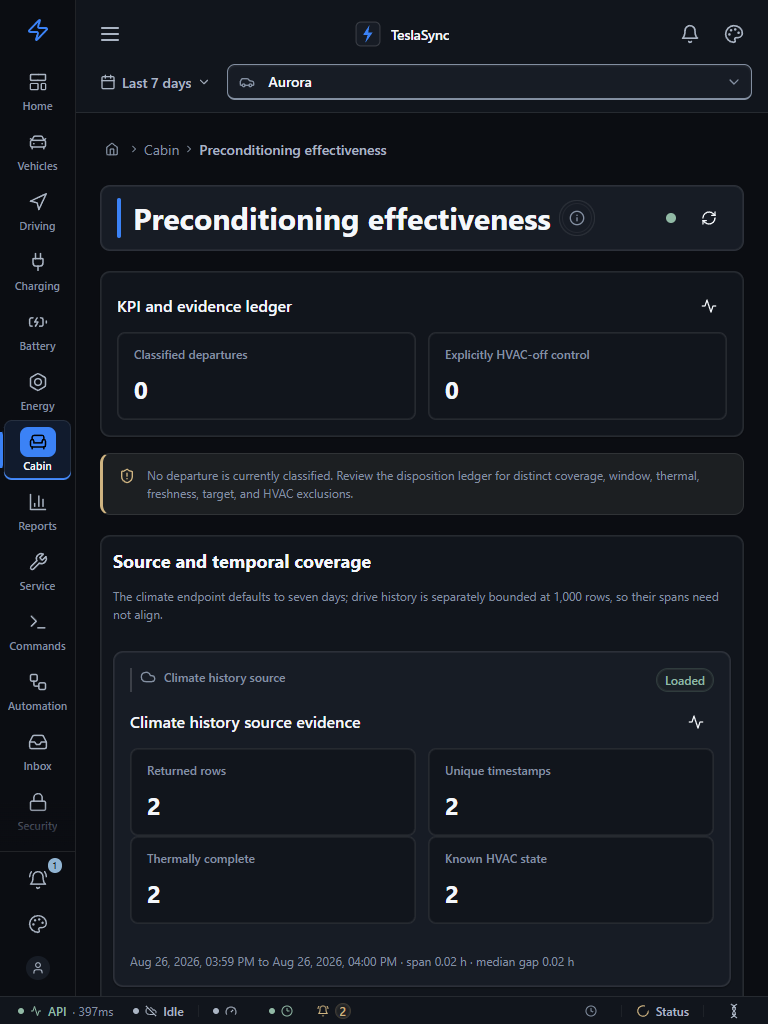 TeslaSync
Last 7 days
Aurora
Home
Vehicles
Driving
Charging
Battery
Energy
Cabin
Reports
Service
Commands
Automation
Inbox
Security
1
Cabin
Preconditioning effectiveness
Preconditioning effectiveness
KPI and evidence ledger
Classified departures
0
Explicitly HVAC-off control
0
No departure is currently classified. Review the disposition ledger for distinct coverage, window, thermal,
freshness, target, and HVAC exclusions.
Source and temporal coverage
The climate endpoint defaults to seven days; drive history is separately bounded at 1,000 rows, so their spans need
not align.
Climate history source
Loaded
Climate history source evidence
Returned rows
2
Unique timestamps
2
Thermally complete
2
Known HVAC state
2
Aug 26, 2026, 03:59 PM to Aug 26, 2026, 04:00 PM · span 0.02 h · median gap 0.02 h
API · 397ms
Idle
2
Status